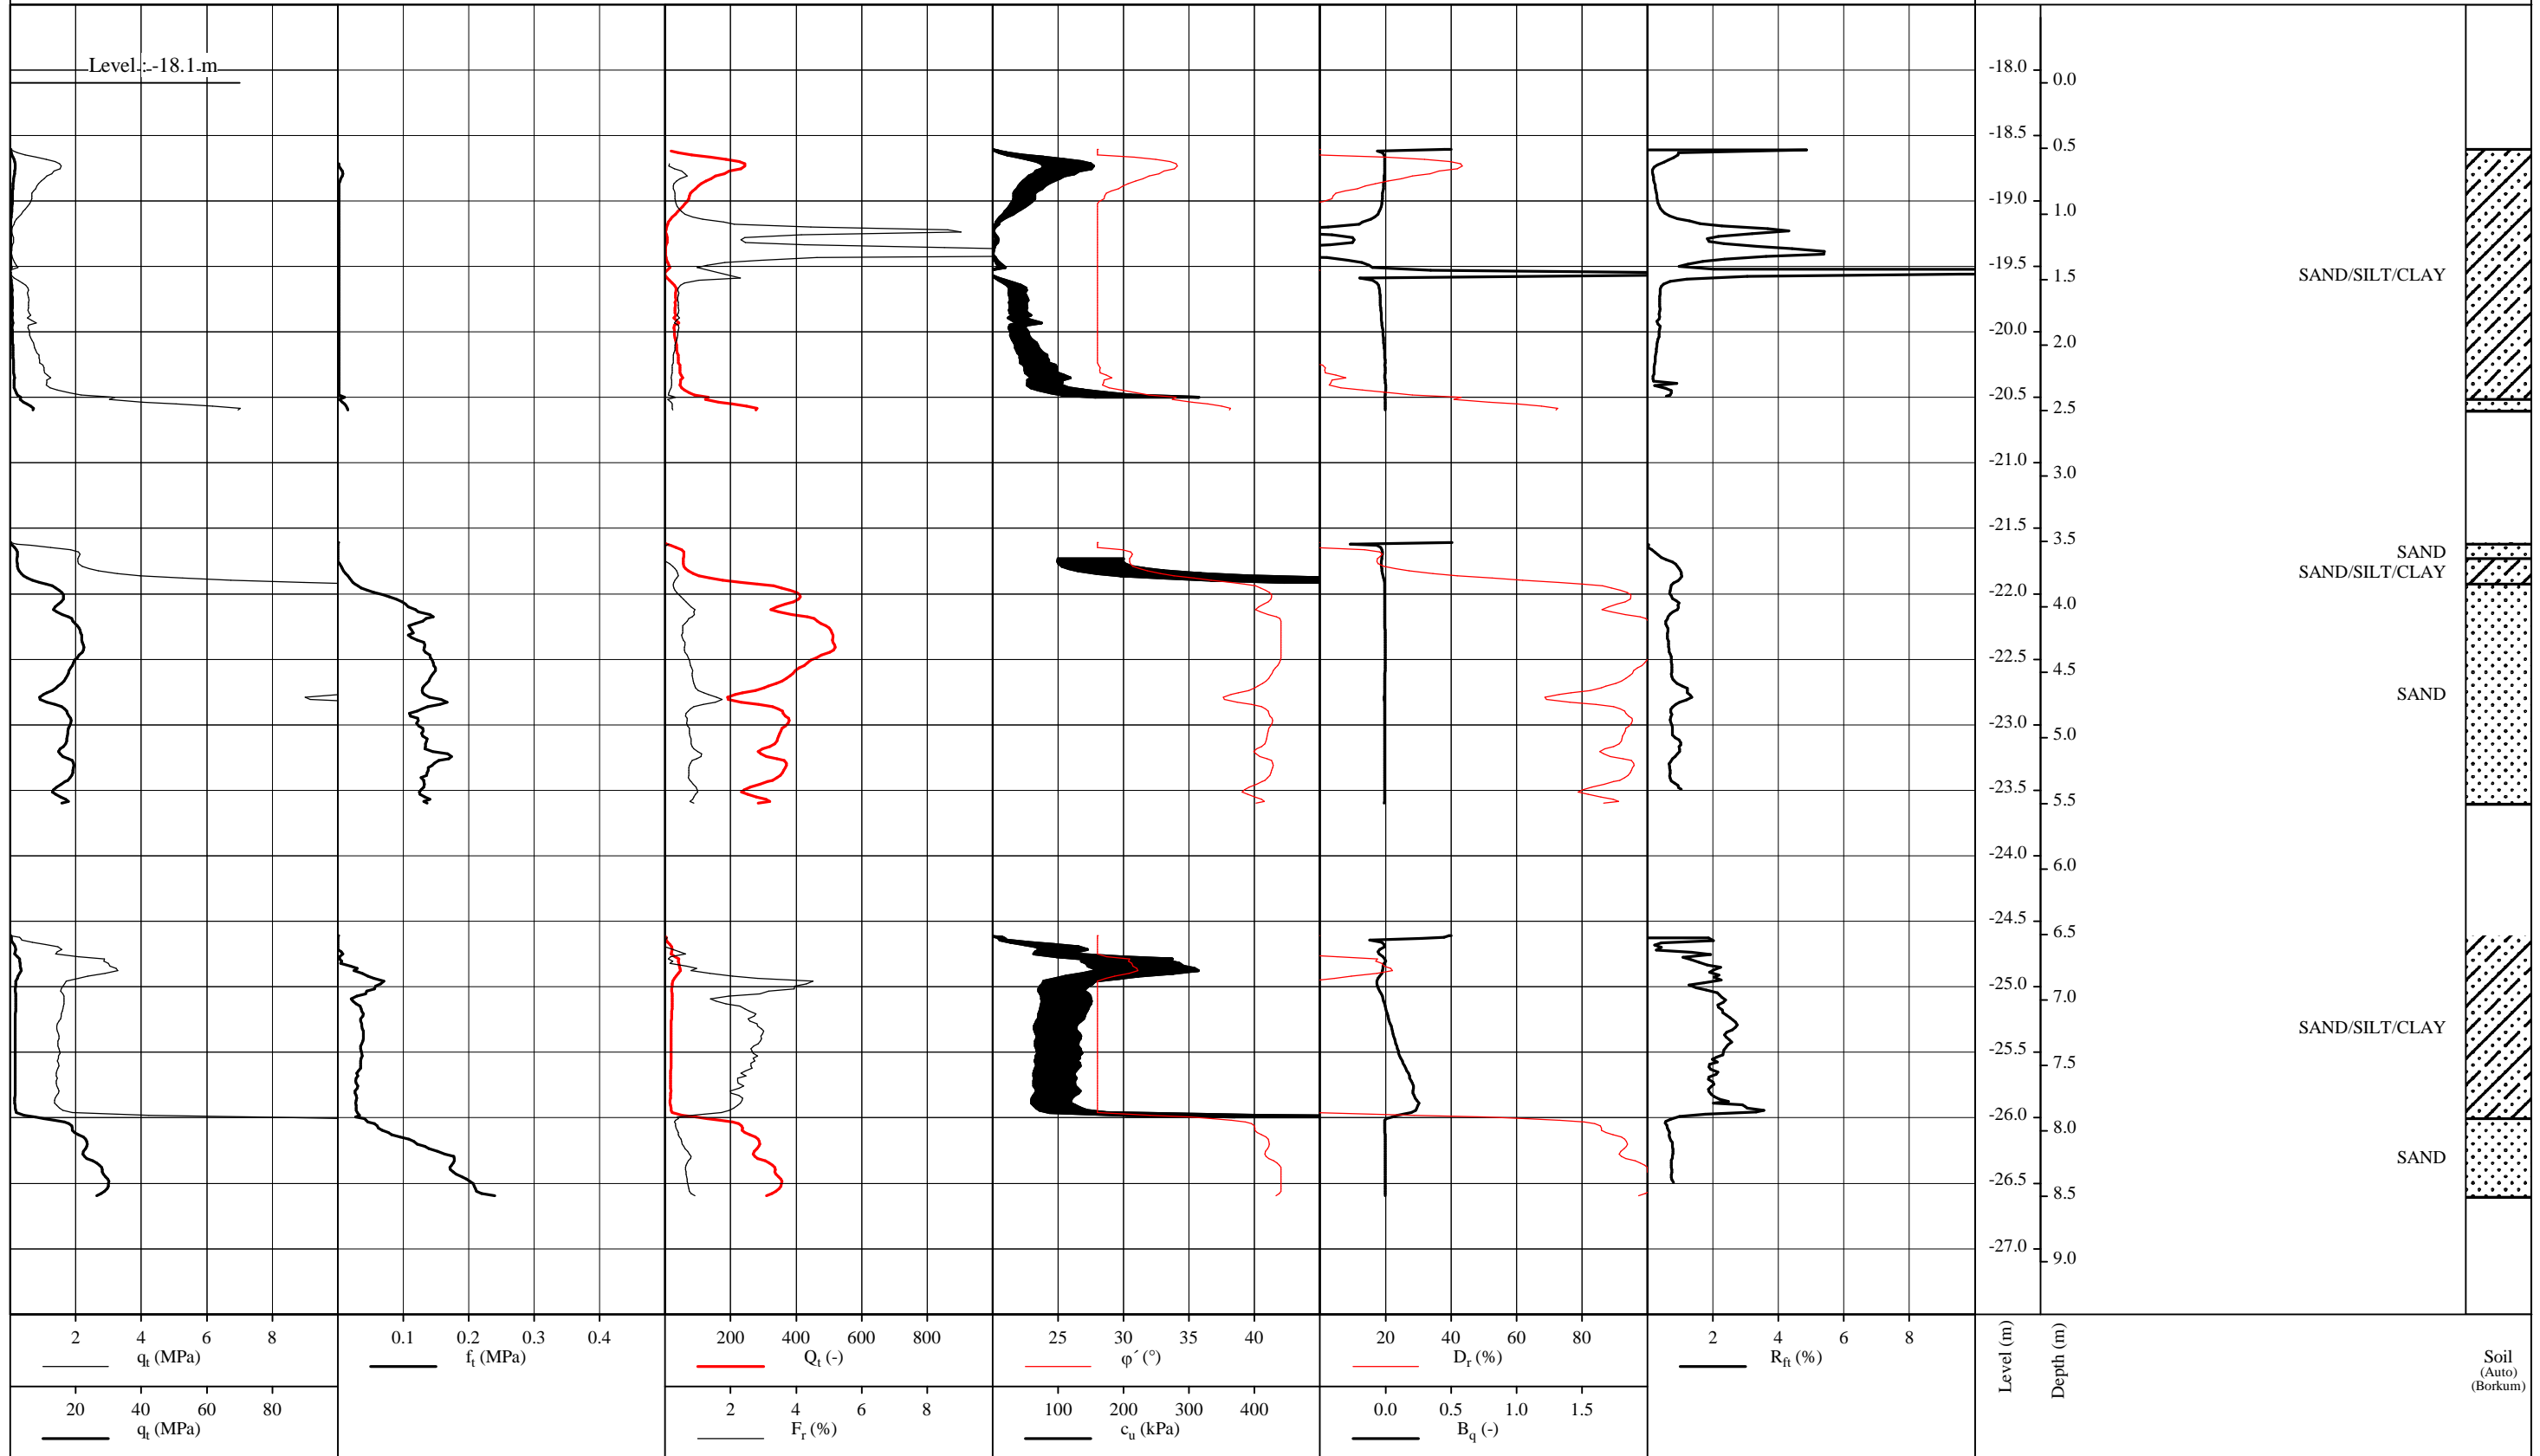 Level : -18.1 m
-18.0
0.0
-18.5
0.5
-19.0
1.0
-19.5
1.5
SAND/SILT/CLAY
-20.0
2.0
-20.5
2.5
-21.0
3.0
-21.5
3.5
SAND
SAND/SILT/CLAY
-22.0
4.0
-22.5
4.5
SAND
-23.0
5.0
-23.5
5.5
-24.0
6.0
-24.5
6.5
-25.0
7.0
SAND/SILT/CLAY
-25.5
7.5
-26.0
8.0
SAND
-26.5
8.5
-27.0
9.0
2 4 6 8
qt (MPa)
20 40 60 80
qt (MPa)
0.1 0.2 0.3 0.4
ft (MPa)
200 400 600 800
Qt (-)
2 4 6 8
Fr (%)
25 30 35 40
φ´ (°)
100 200 300 400
cu (kPa)
20 40 60 80
Dr (%)
0.0 0.5 1.0 1.5
Bq (-)
2 4 6 8
Rft (%)
Level (m)
Depth (m)
Soil
(Auto)
(Borkum)